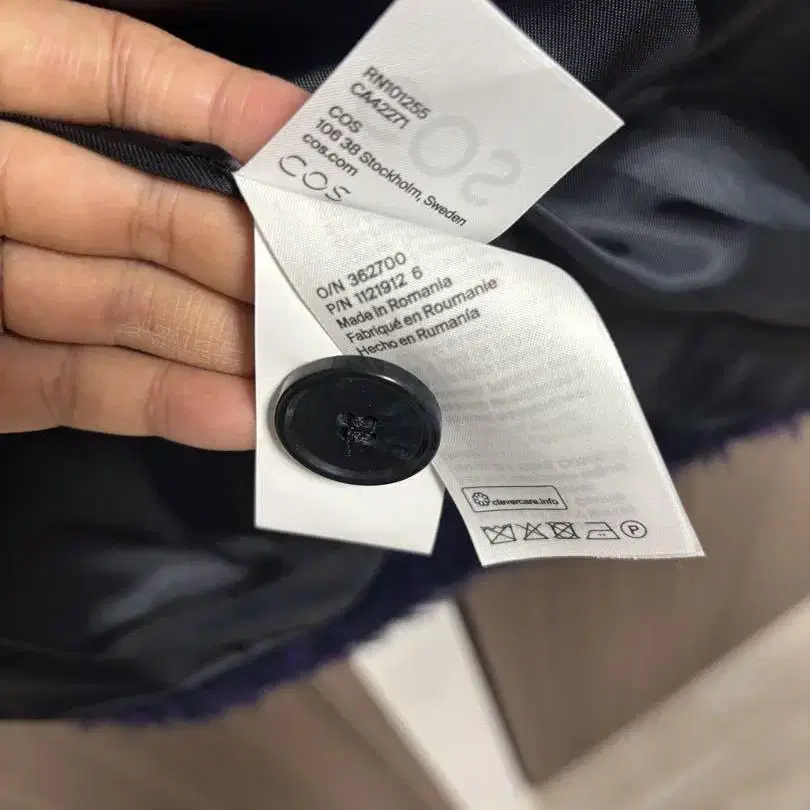 RN101255
CA42271
COS
106 38 Stockholm, Sweden
cos.com
COS
O/N 362700
P/N 1121912 6
Made in Romania
Fabriqué en Roumanie
Hecho en Rumanía
clevercare.info
P